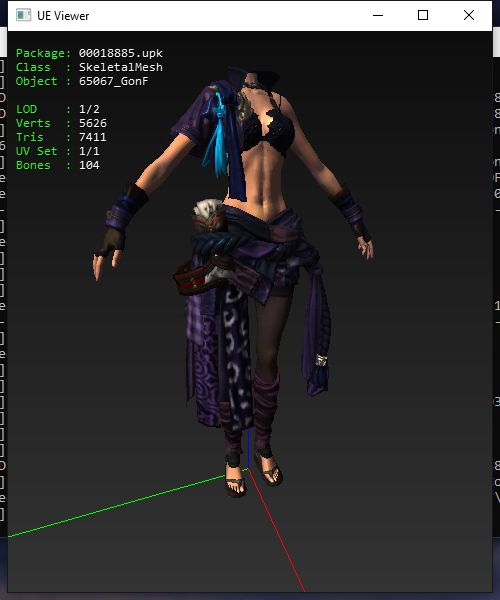 UE Viewer
Package: 00018885.upk
Class : SkeletalMesh
Object : 65067_GonF
LOD : 1/2
Verts : 5626
Tris : 7411
UV Set : 1/1
Bones : 104